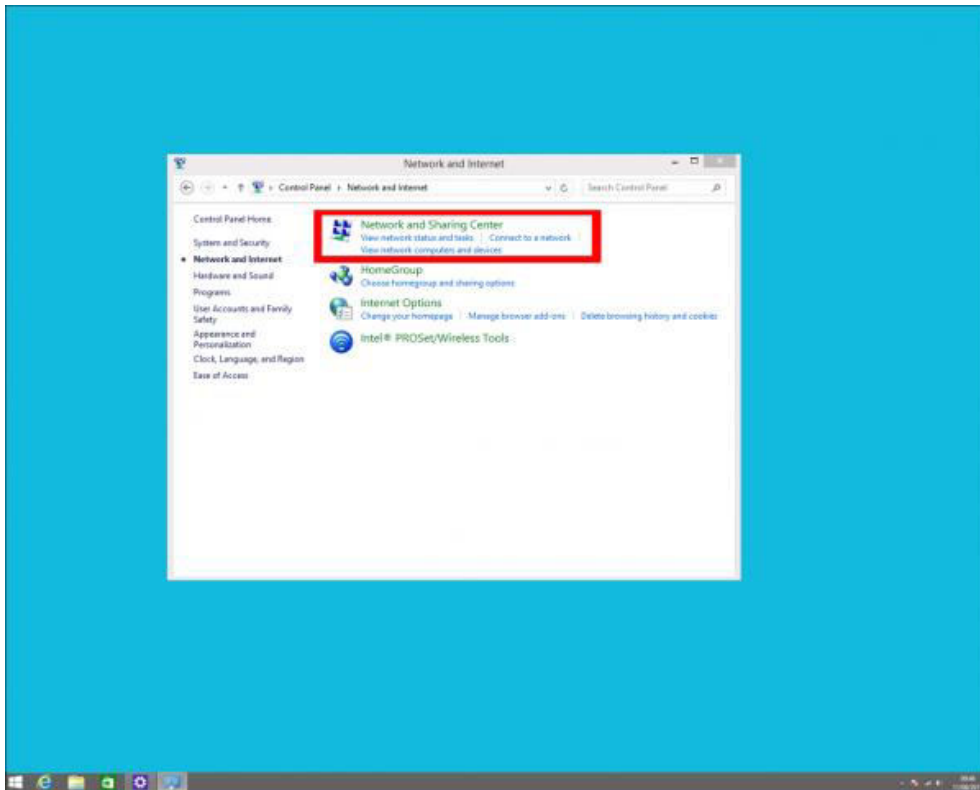 Network and Internet
Control Panel
Network and Internet
Search Control Panel
Control Panel Home
System and Security
Network and Internet
Hardware and Sound
Programs
User Accounts and Family
Safety
Appearance and
Personalization
Clock, Language, and Region
Ease of Access
Network and Sharing Center
View network status and tasks
Connect to a network
View network computers and devices
HomeGroup
Choose homegroup and sharing options
Internet Options
Change your homepage
Manage browser add-ons
Delete browsing history and cookies
Intel® PROSet/Wireless Tools